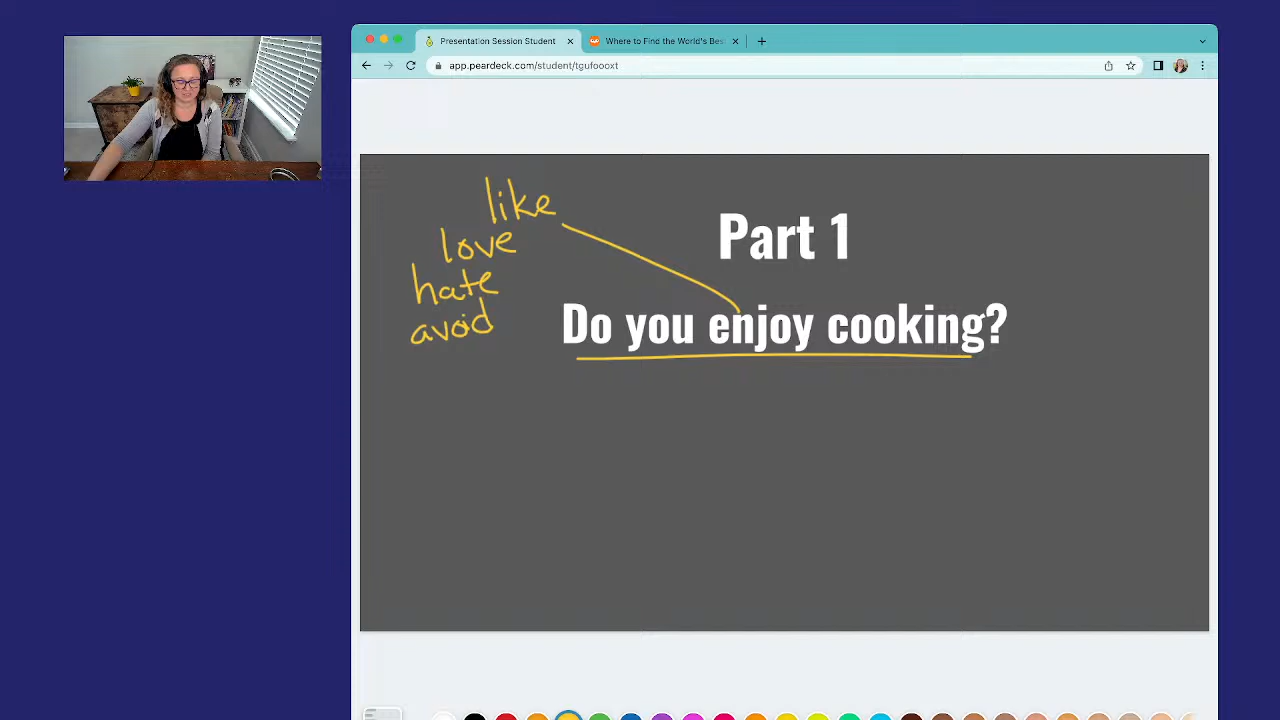 Presentation Session Student
Where to Find the World's Bes
app.peardeck.com/student/tgufoooxt
like
love
hate
avoid
Part 1
Do you enjoy cooking?